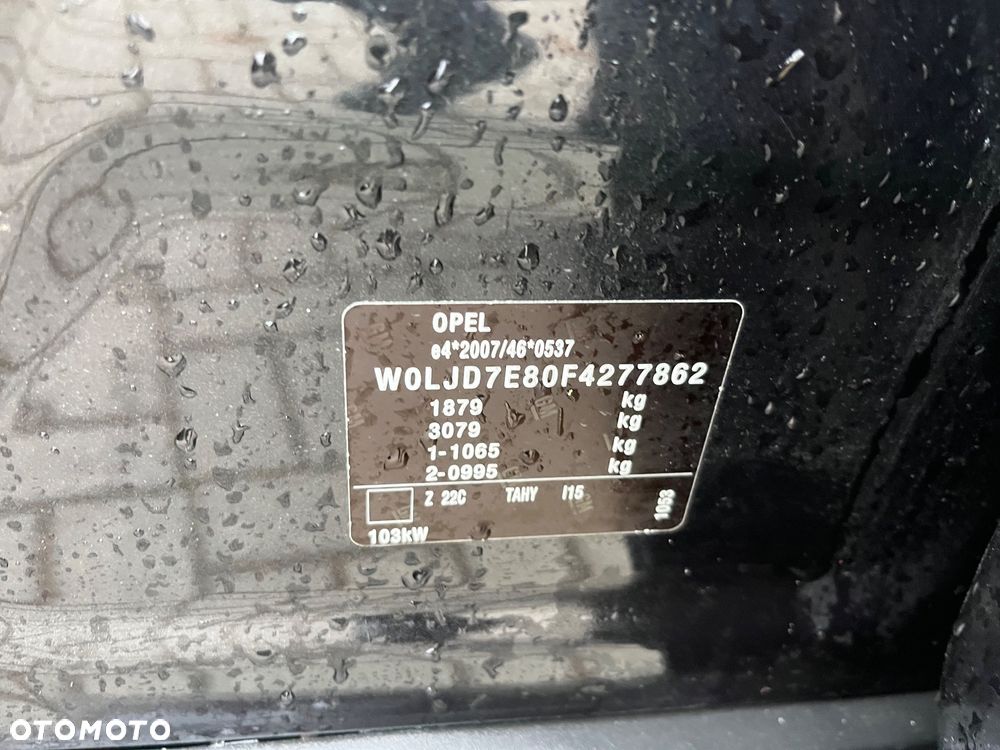 OPEL
e4*2007/46*0537
W0LJD7E80F4277862
1879 kg
3079 kg
1-1065 kg
2-0995 kg
Z 22C TAHY I15
1053
103kW
OTOMOTO